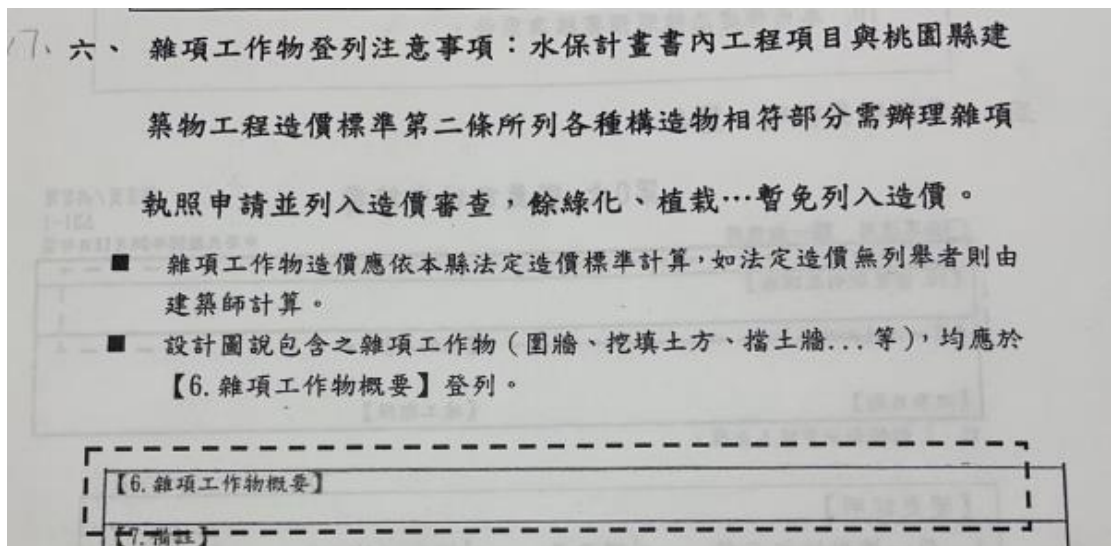 17、六、 雜項工作物登列注意事項：水保計畫書內工程項目與桃園縣建
築物工程造價標準第二條所列各種構造物相符部分需辦理雜項
執照申請並列入造價審查，餘綠化、植栽…暫免列入造價。
■ 雜項工作物造價應依本縣法定造價標準計算，如法定造價無列舉者則由
建築師計算。
■ 設計圖說包含之雜項工作物（圍牆、挖填土方、擋土牆...等），均應於
【6.雜項工作物概要】登列。
【6.雜項工作物概要】
【7.備註】